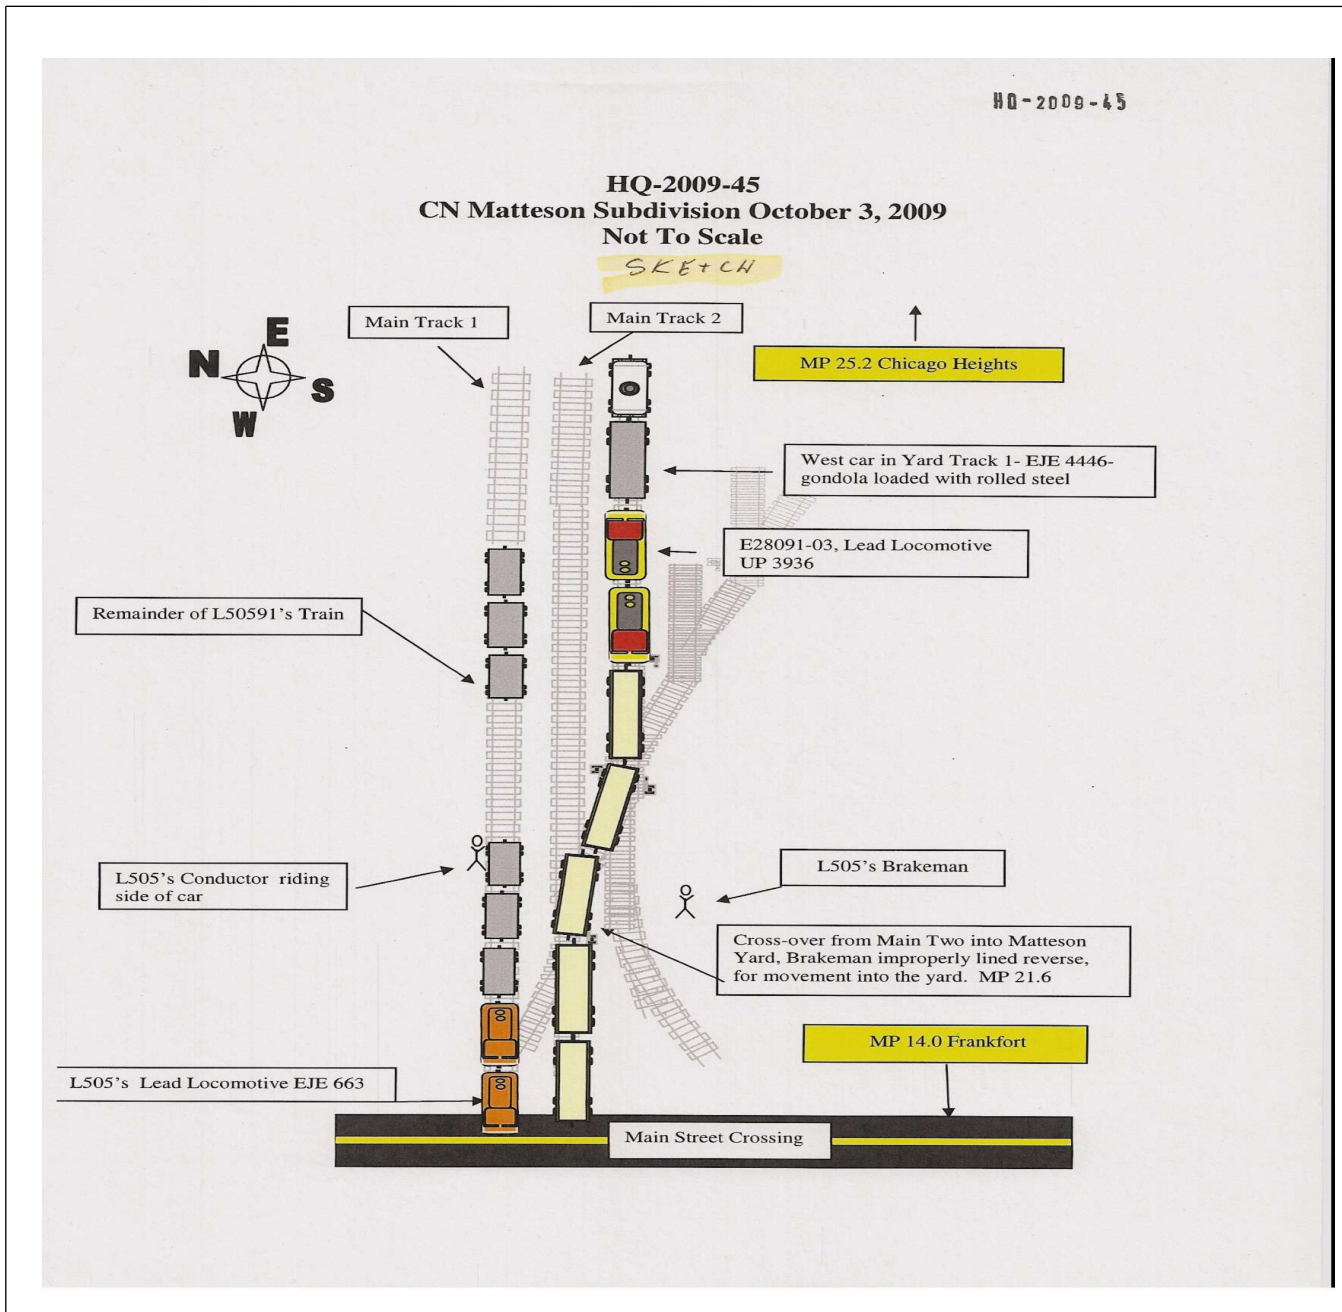 HQ-2009-45
HQ-2009-45
CN Matteson Subdivision October 3, 2009
Not To Scale
SKETCH
Main Track 1
Main Track 2
E
N
S
W
MP 25.2 Chicago Heights
West car in Yard Track 1- EJE 4446-
gondola loaded with rolled steel
E28091-03, Lead Locomotive
UP 3936
Remainder of L50591's Train
L505's Conductor riding
side of car
L505's Brakeman
Cross-over from Main Two into Matteson
Yard, Brakeman improperly lined reverse,
for movement into the yard. MP 21.6
MP 14.0 Frankfort
L505's Lead Locomotive EJE 663
Main Street Crossing